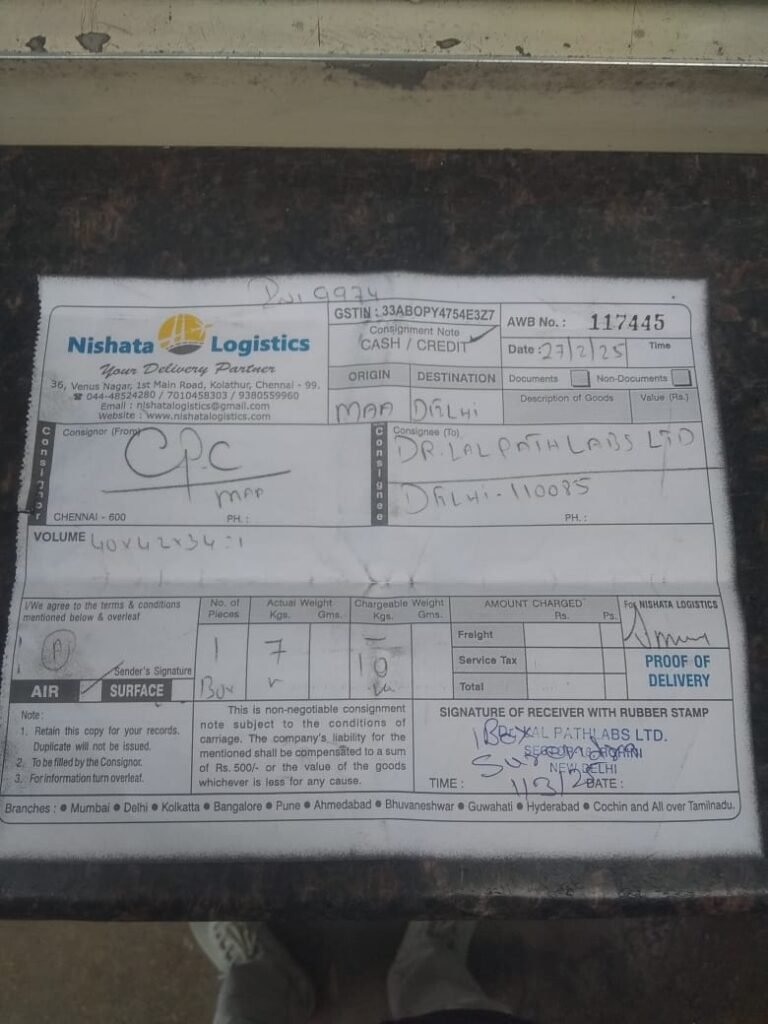 9974
Nishata Logistics
Your Delivery Partner
36, Venus Nagar, 1st Main Road, Kolathur, Chennai - 99.
☎ 044-48524280 / 7010458303 / 9380559960
Email : nishatalogistics@gmail.com
Website : www.nishatalogistics.com
GSTIN : 33ABOPY4754E3Z7
Consignment Note
CASH / CREDIT
ORIGIN DESTINATION
MAA DELHI
AWB No. : 117445
Date : 27/2/25 Time
Documents Non-Documents
Description of Goods Value (Rs.)
Consignor
Consignor (From)
CPC
MAA
CHENNAI - 600 PH. :
Consignee
Consignee (To)
DR. LAL PATH LABS LTD
DELHI - 110085
PH. :
VOLUME 40x42x34=1
I/We agree to the terms & conditions
mentioned below & overleaf
Sender's Signature
AIR SURFACE
No. of Pieces
1
Box
Actual Weight
Kgs. Gms.
7
Chargeable Weight
Kgs. Gms.
10
AMOUNT CHARGED
Rs. Ps.
Freight
Service Tax
Total
For NISHATA LOGISTICS
PROOF OF
DELIVERY
Note :
1. Retain this copy for your records.
Duplicate will not be issued.
2. To be filled by the Consignor.
3. For information turn overleaf.
This is non-negotiable consignment
note subject to the conditions of
carriage. The company's liability for the
mentioned shall be compensated to a sum
of Rs. 500/- or the value of the goods
whichever is less for any cause.
SIGNATURE OF RECEIVER WITH RUBBER STAMP
1 Box
LAL PATHLABS LTD.
NEW DELHI
1/3/25
TIME : DATE :
Branches : ● Mumbai ● Delhi ● Kolkatta ● Bangalore ● Pune ● Ahmedabad ● Bhuvaneshwar ● Guwahati ● Hyderabad ● Cochin and All over Tamilnadu.